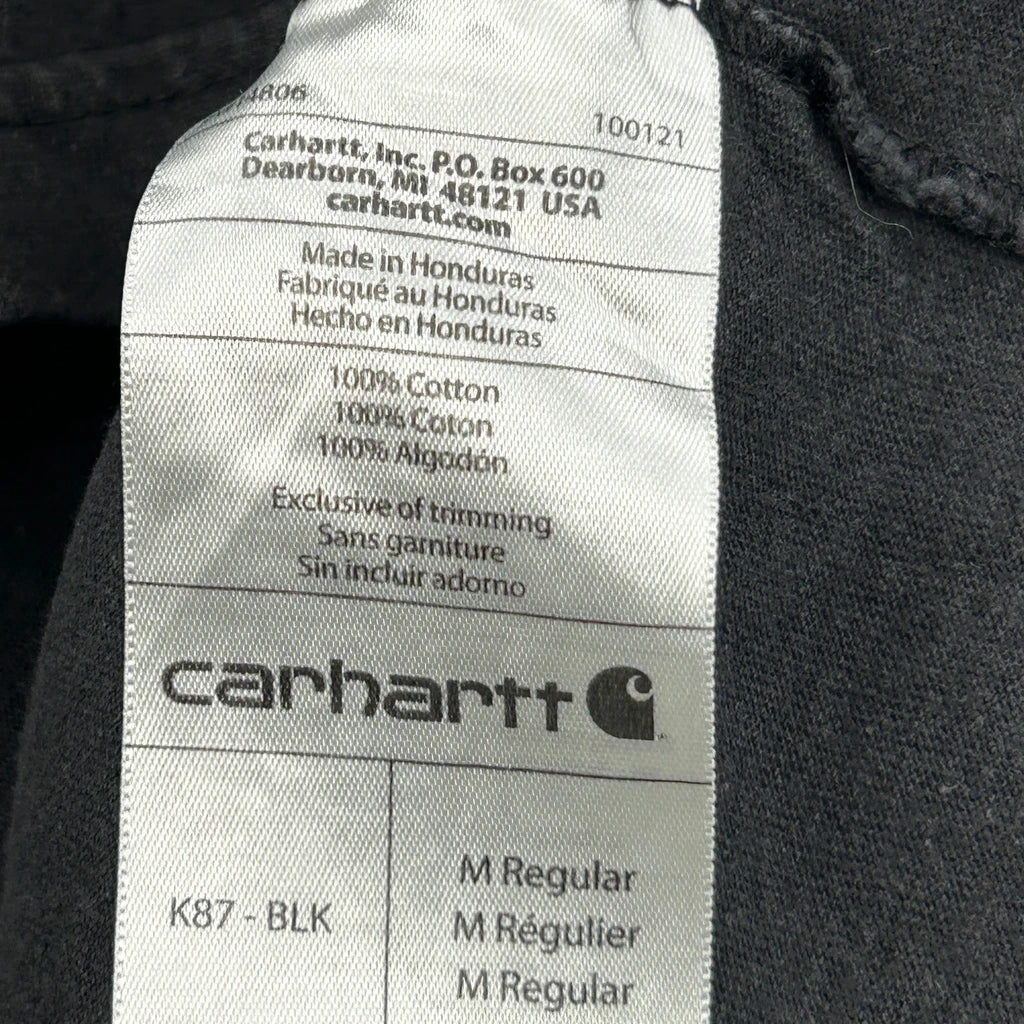 100121
Carhartt, Inc. P.O. Box 600
Dearborn, MI 48121 USA
carhartt.com
Made in Honduras
Fabriqué au Honduras
Hecho en Honduras
100% Cotton
100% Coton
100% Algodón
Exclusive of trimming
Sans garniture
Sin incluir adorno
carhartt
K87 - BLK
M Regular
M Régulier
M Regular